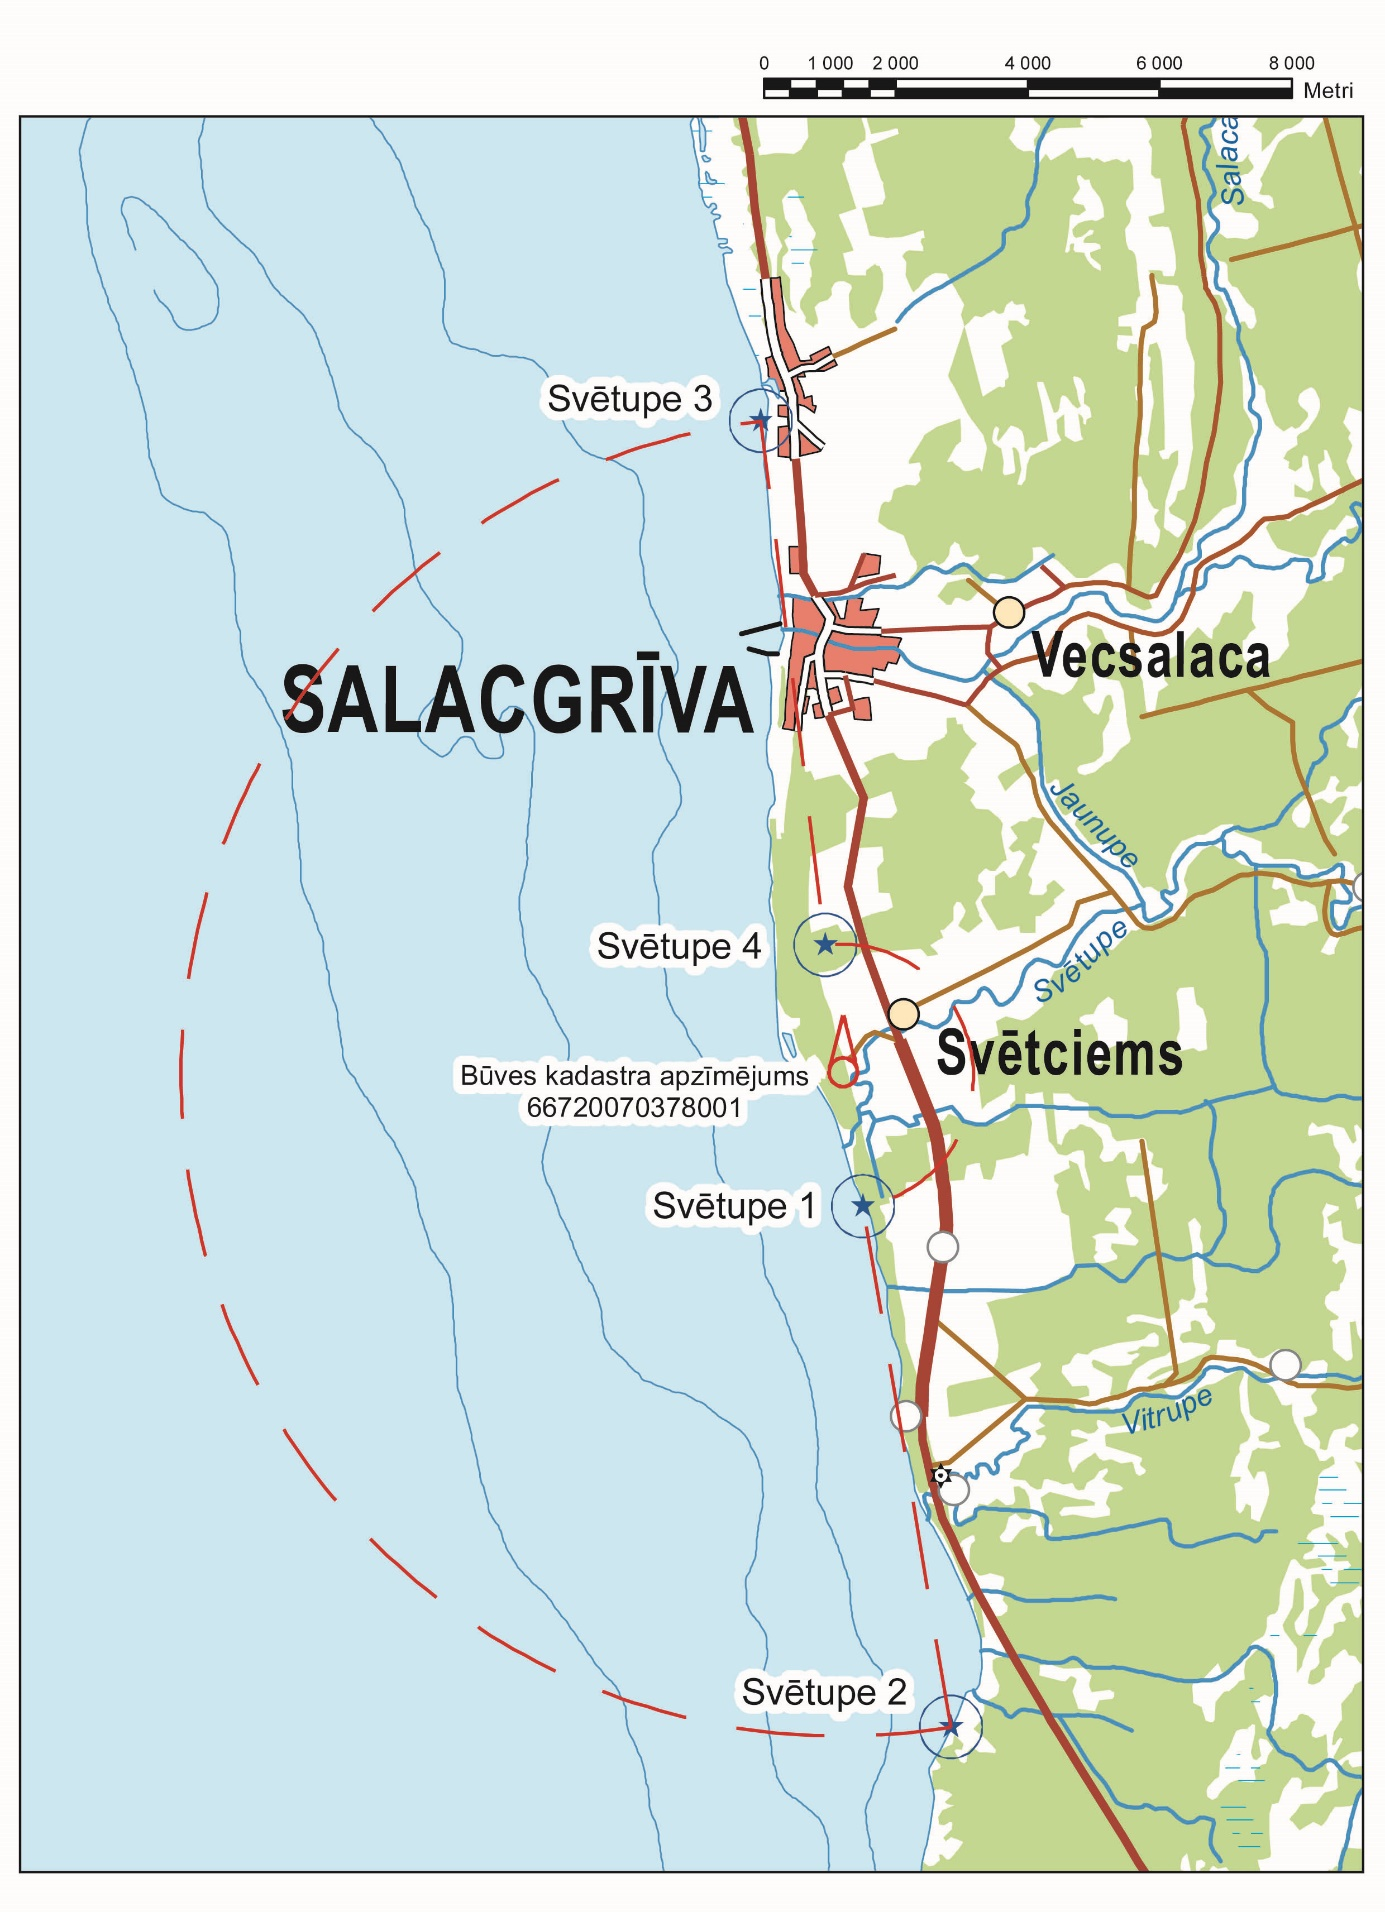 0 1 000 2 000 4 000 6 000 8 000
Metri
Salaca
Svētupe 3
SALACGRĪVA
Vecsalaca
Jaunupe
Svētupe 4
Svētupe
Svētciems
Būves kadastra apzīmējums
66720070378001
Svētupe 1
Vitrupe
Svētupe 2